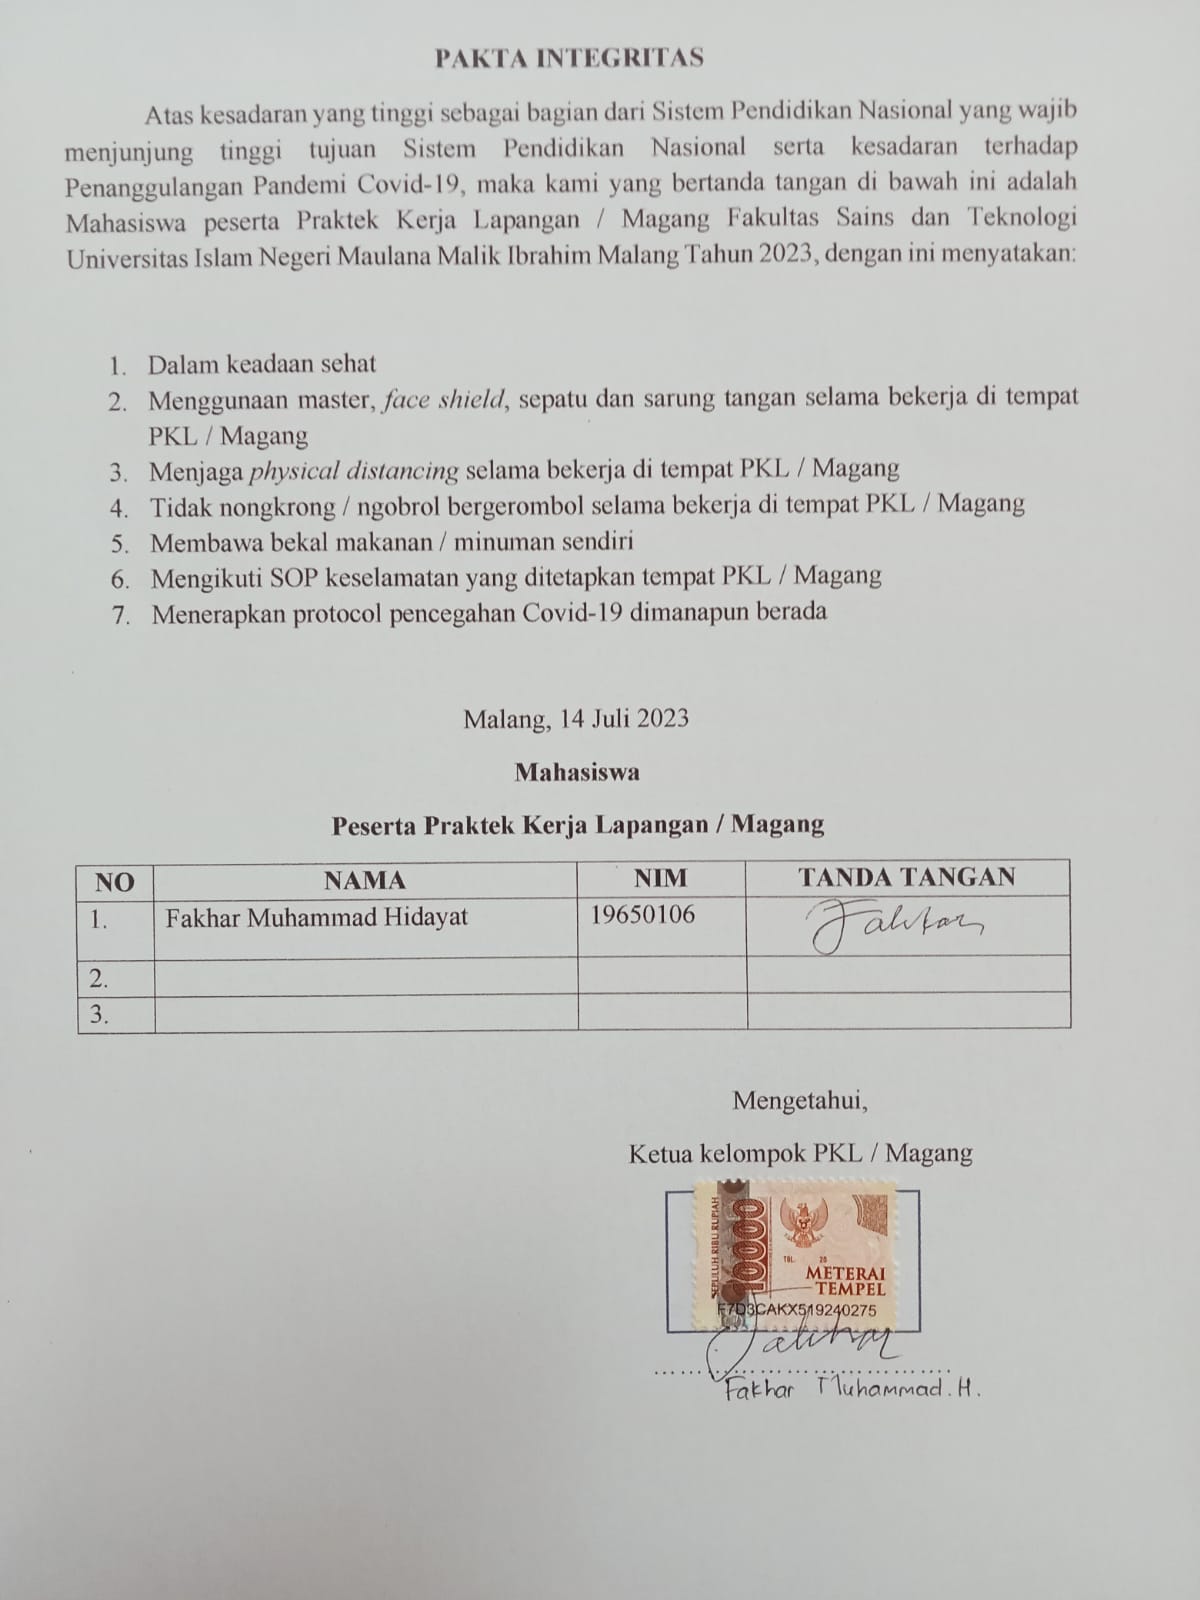 PAKTA INTEGRITAS
Atas kesadaran yang tinggi sebagai bagian dari Sistem Pendidikan Nasional yang wajib
menjunjung tinggi tujuan Sistem Pendidikan Nasional serta kesadaran terhadap
Penanggulangan Pandemi Covid-19, maka kami yang bertanda tangan di bawah ini adalah
Mahasiswa peserta Praktek Kerja Lapangan / Magang Fakultas Sains dan Teknologi
Universitas Islam Negeri Maulana Malik Ibrahim Malang Tahun 2023, dengan ini menyatakan:
1. Dalam keadaan sehat
2. Menggunaan master, face shield, sepatu dan sarung tangan selama bekerja di tempat
PKL / Magang
3. Menjaga physical distancing selama bekerja di tempat PKL / Magang
4. Tidak nongkrong / ngobrol bergerombol selama bekerja di tempat PKL / Magang
5. Membawa bekal makanan / minuman sendiri
6. Mengikuti SOP keselamatan yang ditetapkan tempat PKL / Magang
7. Menerapkan protocol pencegahan Covid-19 dimanapun berada
Malang, 14 Juli 2023
Mahasiswa
Peserta Praktek Kerja Lapangan / Magang
NO NAMA NIM TANDA TANGAN
1. Fakhar Muhammad Hidayat 19650106 Fakhar
2.
3.
Mengetahui,
Ketua kelompok PKL / Magang
SEPULUH RIBU RUPIAH
10000
TGL. 20
METERAI
TEMPEL
F7D3CAKX519240275
Fakhar
Fakhar Muhammad. H.